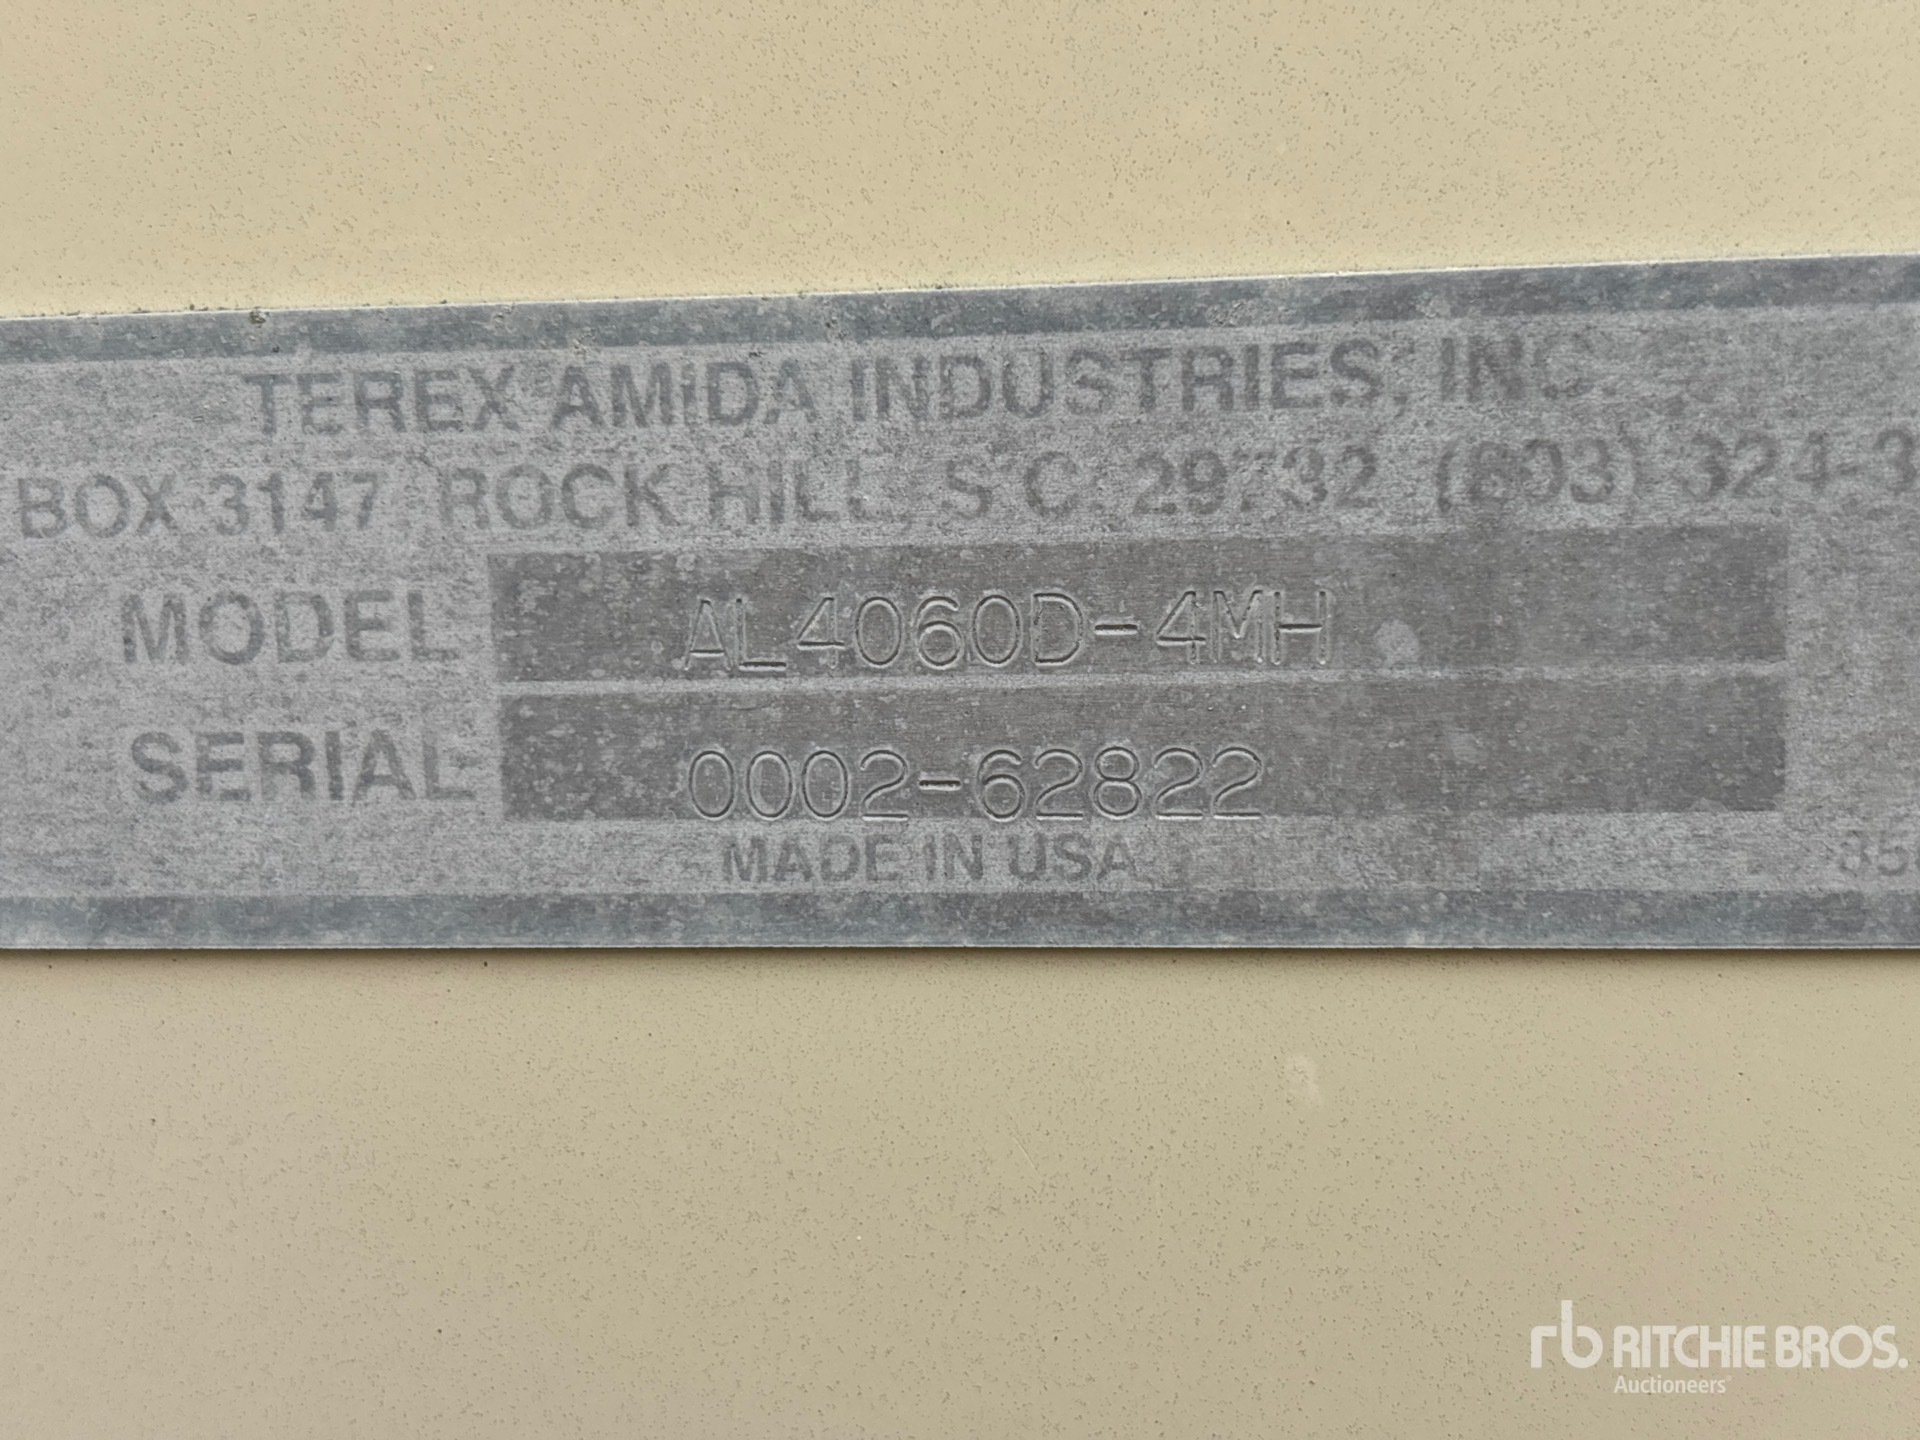 TEREX AMIDA INDUSTRIES, INC.
BOX 3147, ROCK HILL, S.C. 29732 (803) 324-3
MODEL AL4060D-4MH
SERIAL 0002-62822
MADE IN USA
rb RITCHIE BROS.
Auctioneers